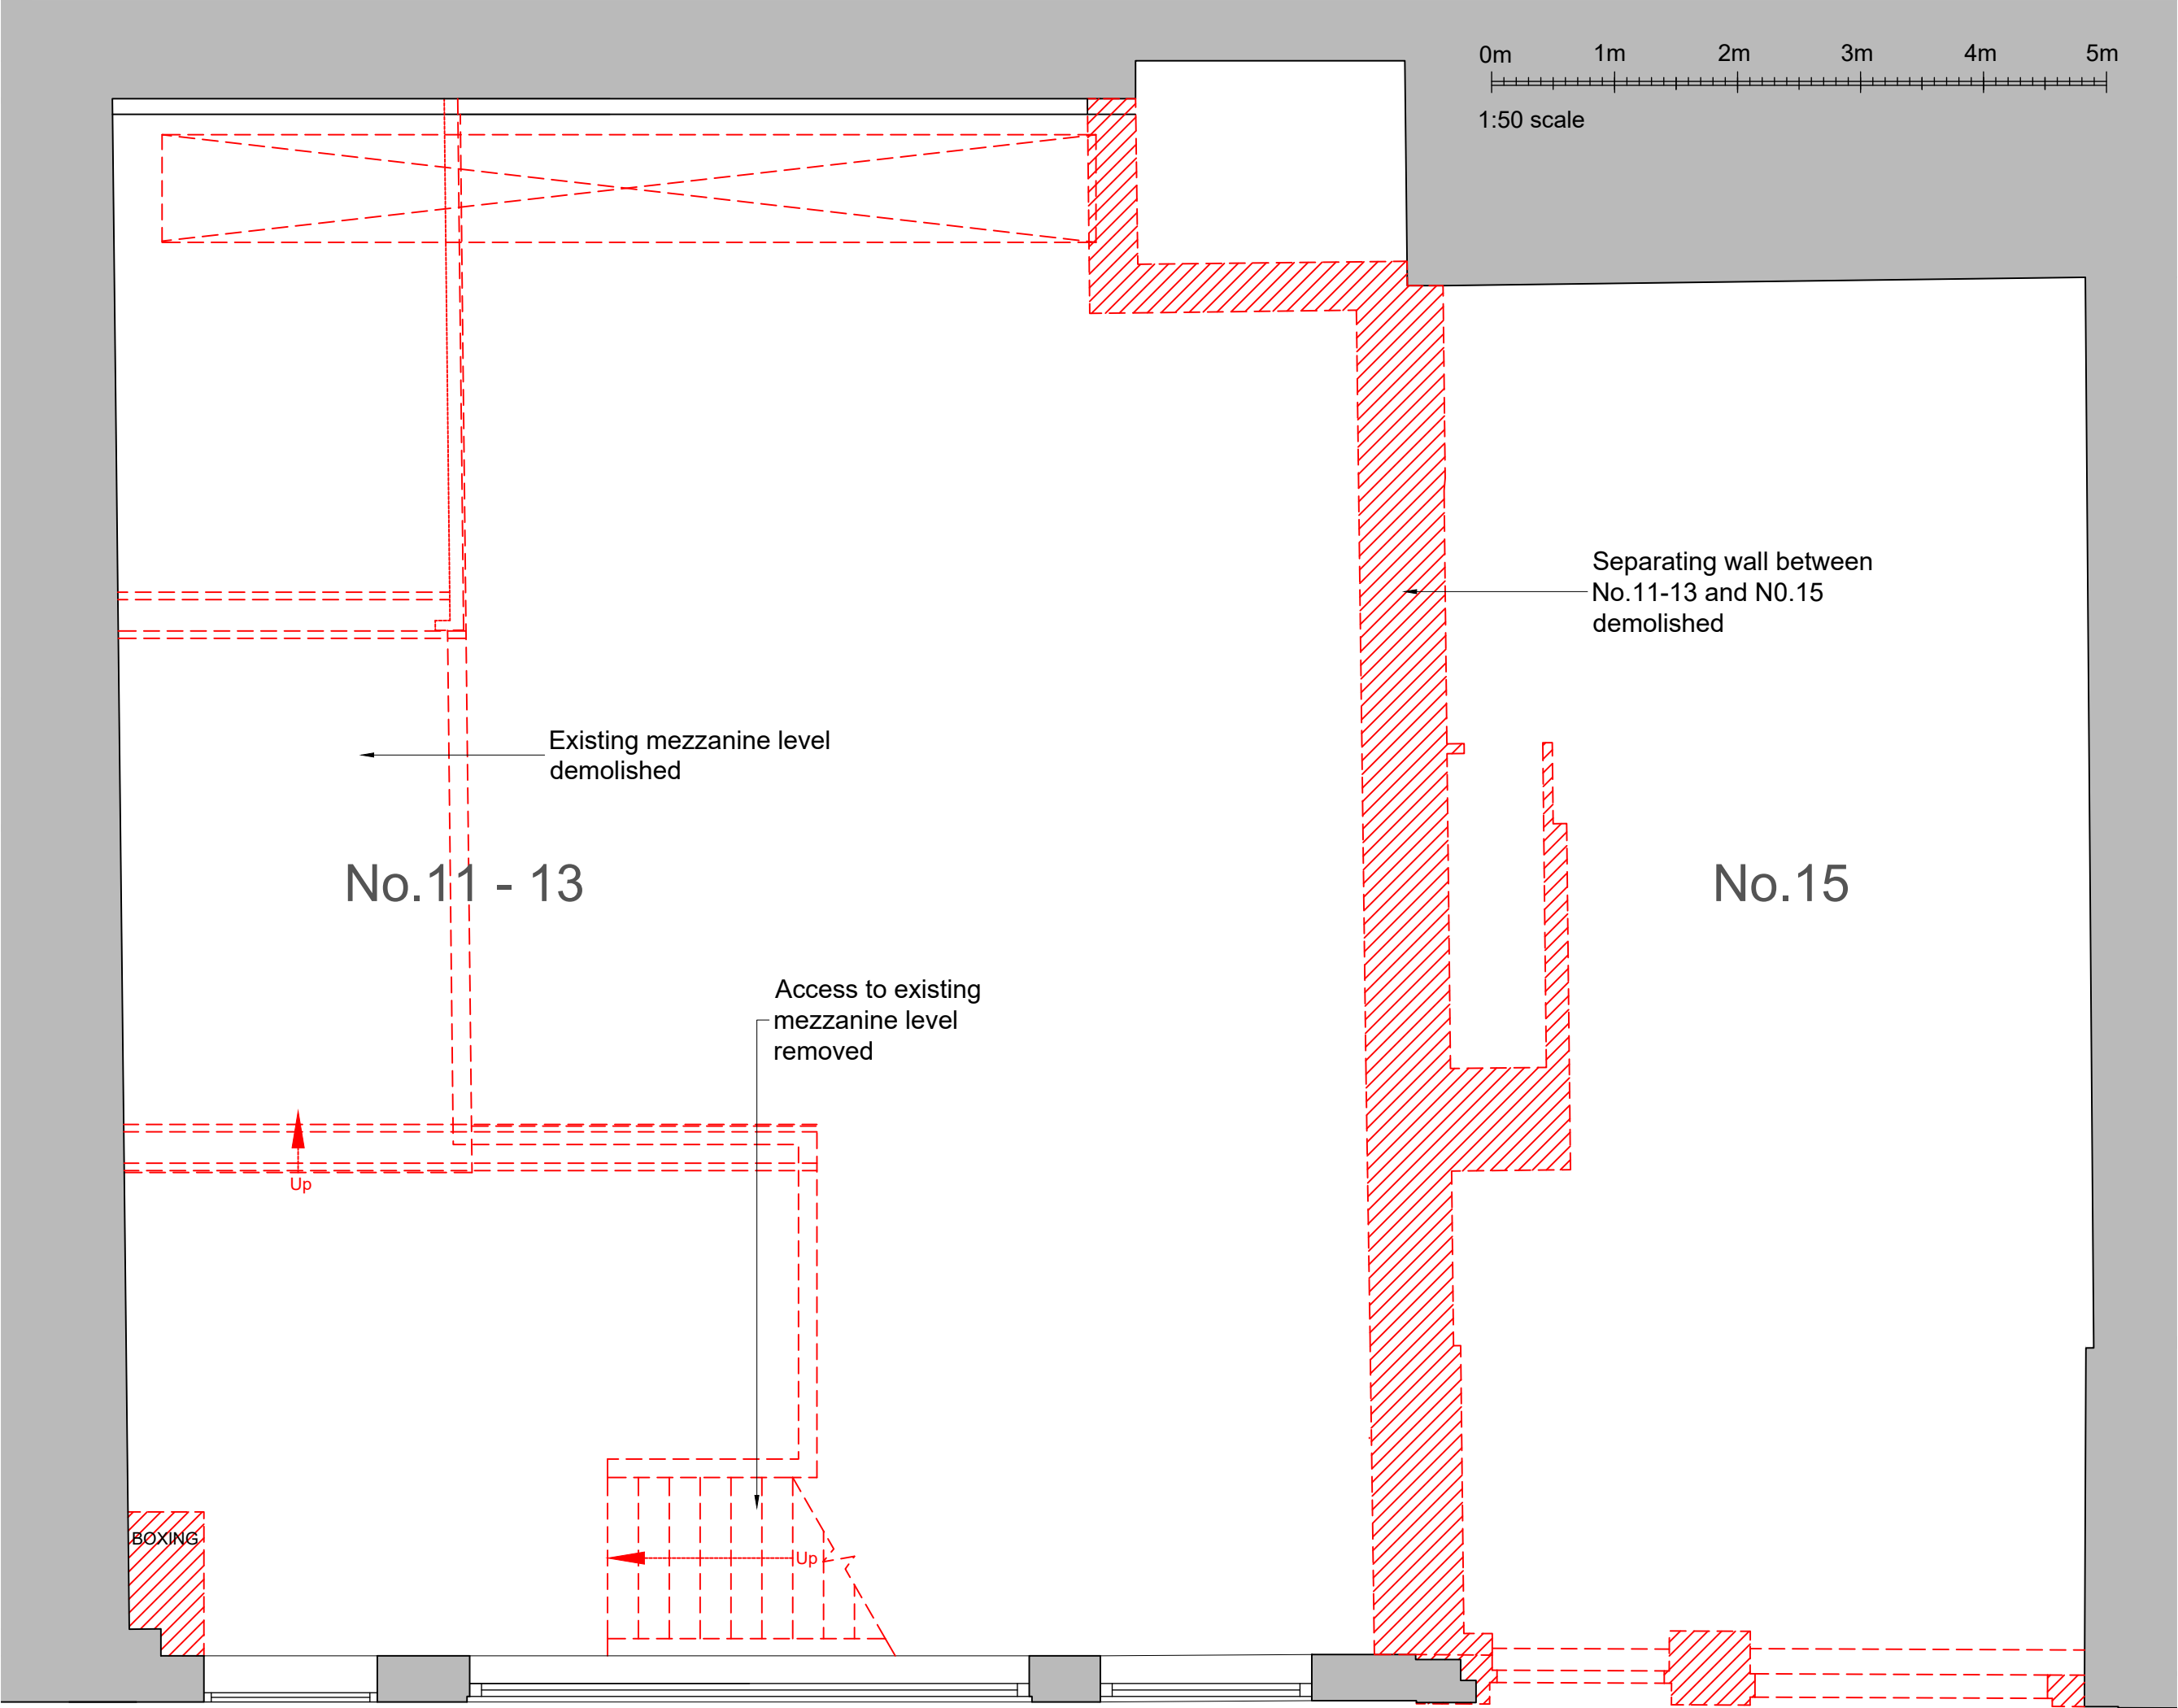 0m 1m 2m 3m 4m 5m
1:50 scale
Separating wall between
No.11-13 and N0.15
demolished
Existing mezzanine level
demolished
No.11 - 13
No.15
Access to existing
mezzanine level
removed
Up
BOXING
Up